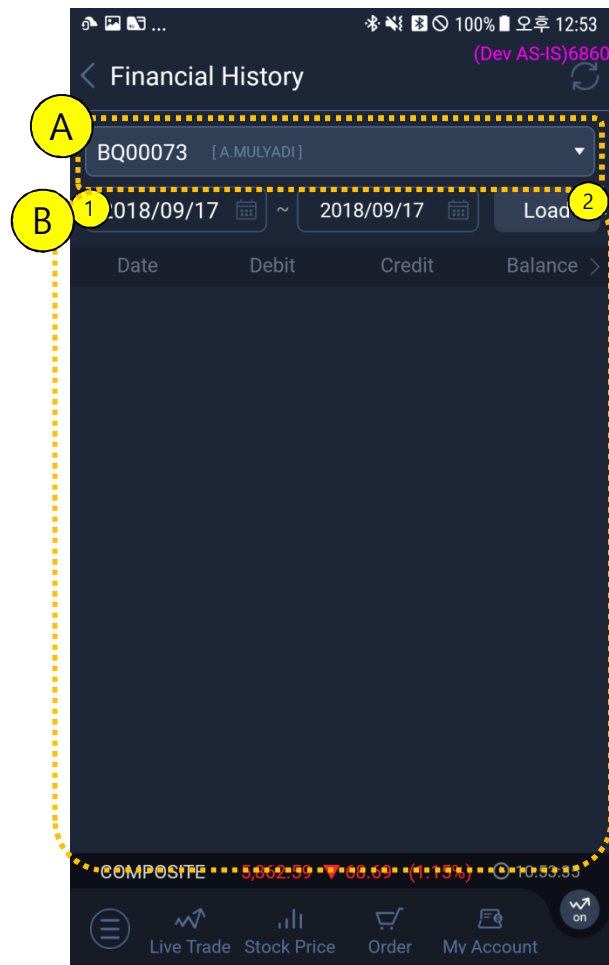 ... 100% 오후 12:53
(Dev AS-IS)6860
Financial History
A
BQ00073 [ A.MULYADI ]
B
1 2018/09/17 ~ 2018/09/17 Load 2
Date Debit Credit Balance >
COMPOSITE 5,862.59 ▼ 68.69 (1.15%) 10:53:35
on
Live Trade Stock Price Order My Account